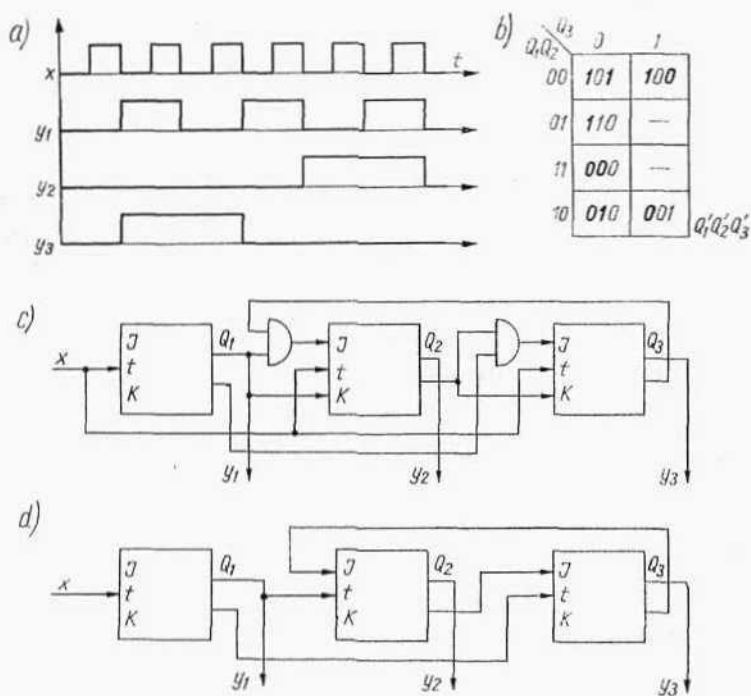 a)
x
t
y1
y2
y3
b)
Q3
Q1Q2
0 1
00 101 100
01 110 —
11 000 —
10 010 001
Q1'Q2'Q3'
c)
x
J
t
K
Q1
J
t
K
Q2
J
t
K
Q3
y1
y2
y3
d)
x
J
t
K
Q1
J
t
K
Q2
J
t
K
Q3
y1
y2
y3